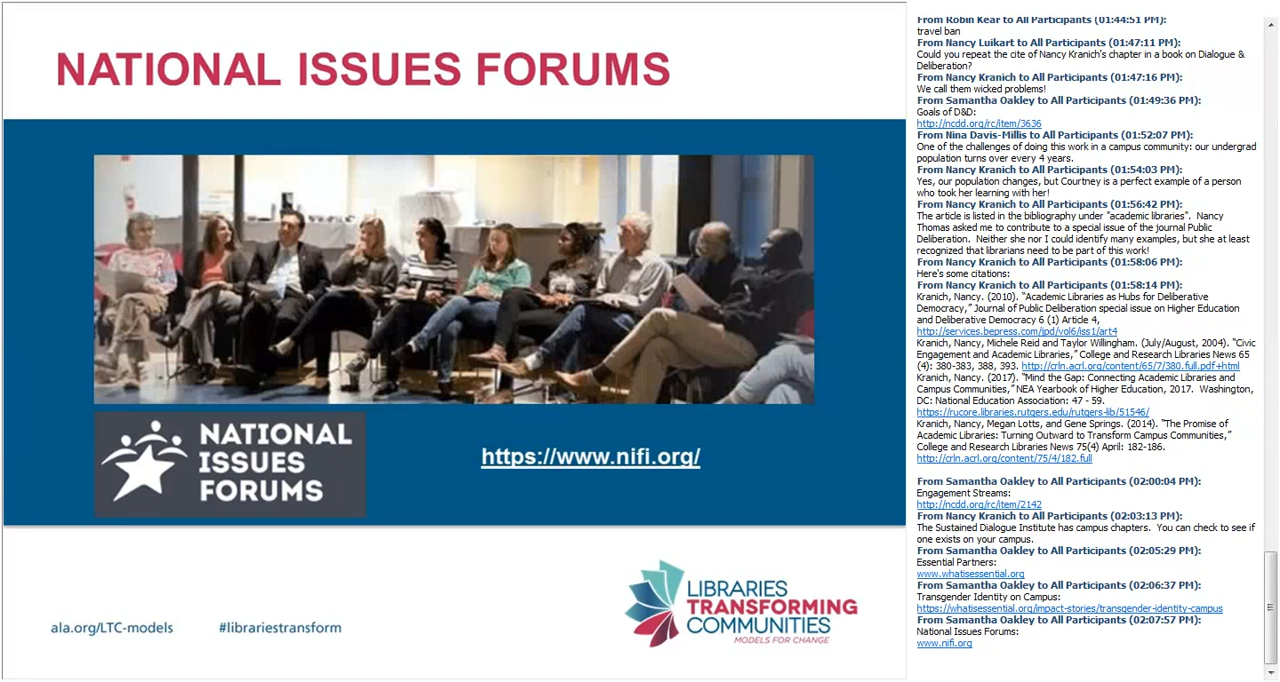 NATIONAL ISSUES FORUMS
NATIONAL
ISSUES
FORUMS
https://www.nifi.org/
LIBRARIES
TRANSFORMING
COMMUNITIES
MODELS FOR CHANGE
ala.org/LTC-models
#librariestransform
From Robin Kear to All Participants (01:44:51 PM):
travel ban
From Nancy Luikart to All Participants (01:47:11 PM):
Could you repeat the cite of Nancy Kranich's chapter in a book on Dialogue &
Deliberation?
From Nancy Kranich to All Participants (01:47:16 PM):
We call them wicked problems!
From Samantha Oakley to All Participants (01:49:36 PM):
Goals of D&D:
http://ncdd.org/rc/item/3636
From Nina Davis-Millis to All Participants (01:52:07 PM):
One of the challenges of doing this work in a campus community: our undergrad
population turns over every 4 years.
From Nancy Kranich to All Participants (01:54:03 PM):
Yes, our population changes, but Courtney is a perfect example of a person
who took her learning with her!
From Nancy Kranich to All Participants (01:56:42 PM):
The article is listed in the bibliography under "academic libraries". Nancy
Thomas asked me to contribute to a special issue of the journal Public
Deliberation. Neither she nor I could identify many examples, but she at least
recognized that librarians need to be part of this work!
From Nancy Kranich to All Participants (01:58:06 PM):
Here's some citations:
From Nancy Kranich to All Participants (01:58:14 PM):
Kranich, Nancy. (2010). "Academic Libraries as Hubs for Deliberative
Democracy," Journal of Public Deliberation special issue on Higher Education
and Deliberative Democracy 6 (1) Article 4,
http://services.bepress.com/jpd/vol6/iss1/art4
Kranich, Nancy, Michele Reid and Taylor Willingham. (July/August, 2004). "Civic
Engagement and Academic Libraries," College and Research Libraries News 65
(4): 380-383, 388, 393. http://crln.acrl.org/content/65/7/380.full.pdf+html
Kranich, Nancy. (2017). "Mind the Gap: Connecting Academic Libraries and
Campus Communities," NEA Yearbook of Higher Education, 2017. Washington,
DC: National Education Association: 47 - 59.
https://rucore.libraries.rutgers.edu/rutgers-lib/51546/
Kranich, Nancy, Megan Lotts, and Gene Springs. (2014). "The Promise of
Academic Libraries: Turning Outward to Transform Campus Communities,"
College and Research Libraries News 75(4) April: 182-186.
http://crln.acrl.org/content/75/4/182.full
From Samantha Oakley to All Participants (02:00:04 PM):
Engagement Streams:
http://ncdd.org/rc/item/2142
From Nancy Kranich to All Participants (02:03:13 PM):
The Sustained Dialogue Institute has campus chapters. You can check to see if
one exists on your campus.
From Samantha Oakley to All Participants (02:05:29 PM):
Essential Partners:
www.whatisessential.org
From Samantha Oakley to All Participants (02:06:37 PM):
Transgender Identity on Campus:
https://whatisessential.org/impact-stories/transgender-identity-campus
From Samantha Oakley to All Participants (02:07:57 PM):
National Issues Forums:
www.nifi.org